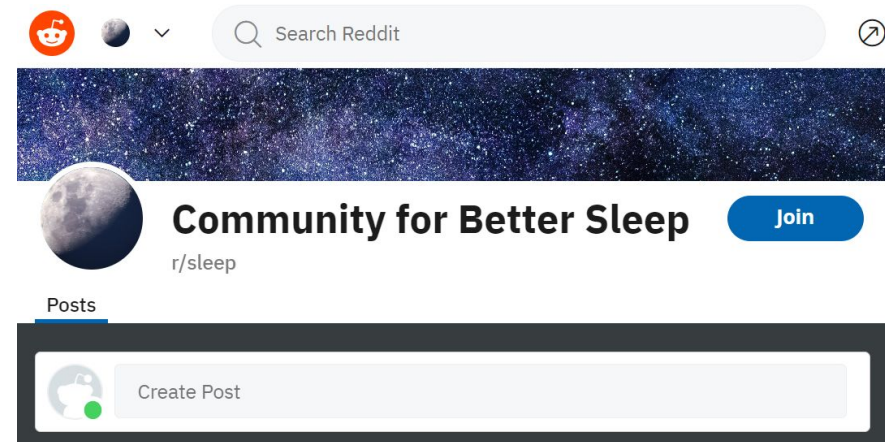 Search Reddit
Community for Better Sleep
Join
r/sleep
Posts
Create Post